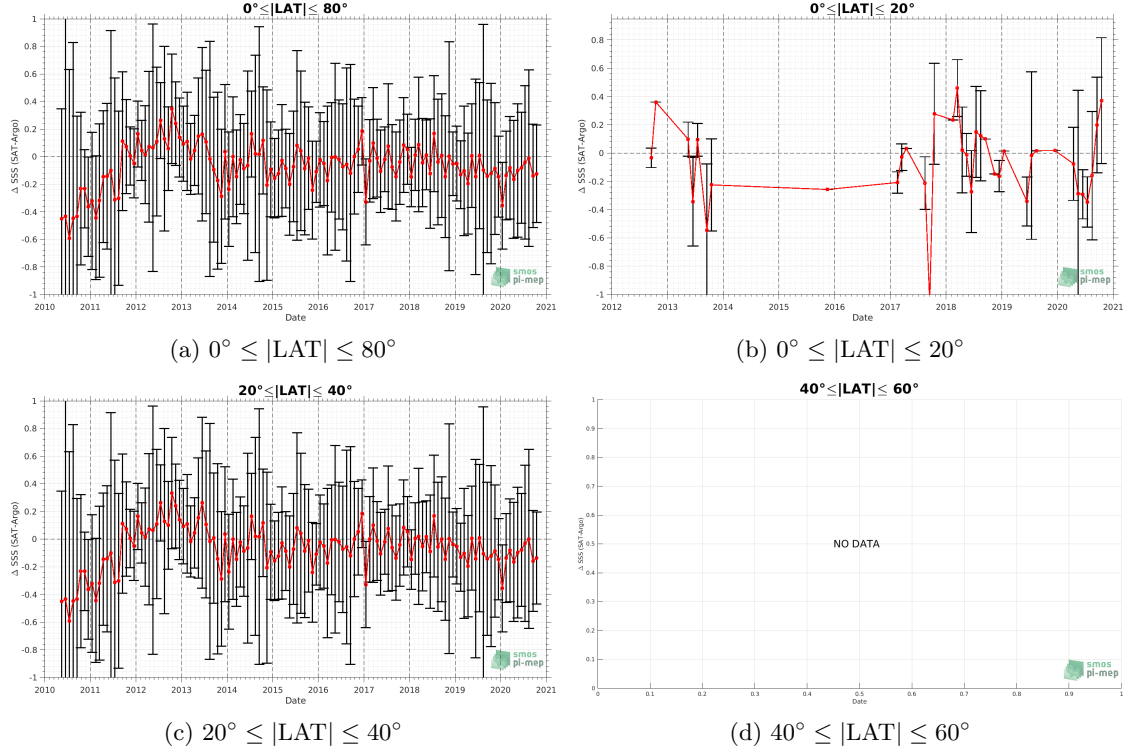 0°≤|LAT|≤ 80°
Δ SSS (SAT-Argo)
1
0.8
0.6
0.4
0.2
0
-0.2
-0.4
-0.6
-0.8
-1
2010 2011 2012 2013 2014 2015 2016 2017 2018 2019 2020 2021
Date
smos
pi-mep
(a) 0° ≤ |LAT| ≤ 80°
0°≤|LAT|≤ 20°
Δ SSS (SAT-Argo)
0.8
0.6
0.4
0.2
0
-0.2
-0.4
-0.6
-0.8
-1
2012 2013 2014 2015 2016 2017 2018 2019 2020 2021
Date
smos
pi-mep
(b) 0° ≤ |LAT| ≤ 20°
20°≤|LAT|≤ 40°
Δ SSS (SAT-Argo)
1
0.8
0.6
0.4
0.2
0
-0.2
-0.4
-0.6
-0.8
-1
2010 2011 2012 2013 2014 2015 2016 2017 2018 2019 2020 2021
Date
smos
pi-mep
(c) 20° ≤ |LAT| ≤ 40°
40°≤|LAT|≤ 60°
Δ SSS (SAT-Argo)
1
0.9
0.8
0.7
0.6
0.5
0.4
0.3
0.2
0.1
0
NO DATA
0 0.1 0.2 0.3 0.4 0.5 0.6 0.7 0.8 0.9 1
Date
smos
pi-mep
(d) 40° ≤ |LAT| ≤ 60°